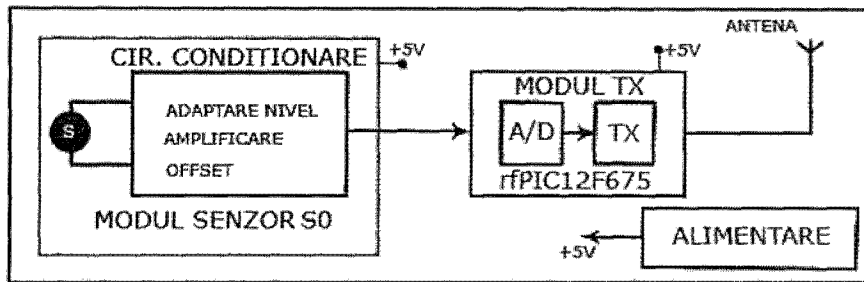 CIR. CONDITIONARE
+5V
S
ADAPTARE NIVEL
AMPLIFICARE
OFFSET
MODUL SENZOR S0
+5V
MODUL TX
A/D
TX
rfPIC12F675
ANTENA
+5V
ALIMENTARE